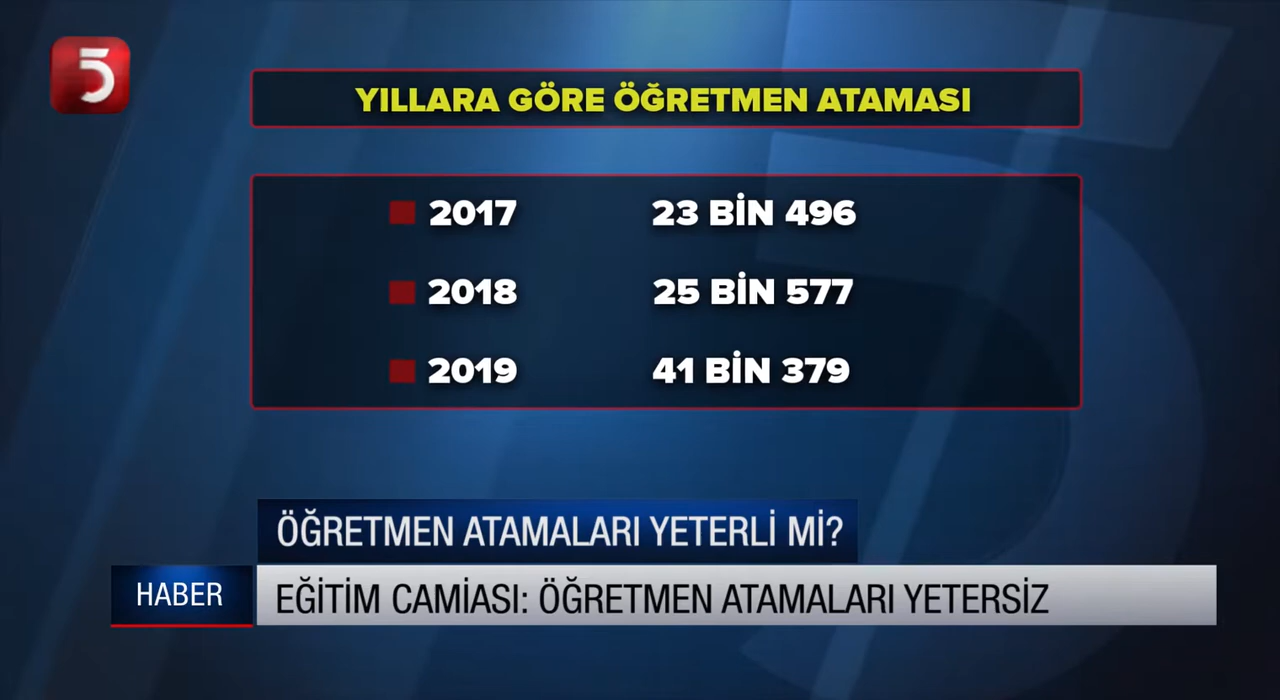 5
YILLARA GÖRE ÖĞRETMEN ATAMASI
2017 23 BİN 496
2018 25 BİN 577
2019 41 BİN 379
ÖĞRETMEN ATAMALARI YETERLİ Mİ?
HABER EĞİTİM CAMİASI: ÖĞRETMEN ATAMALARI YETERSİZ